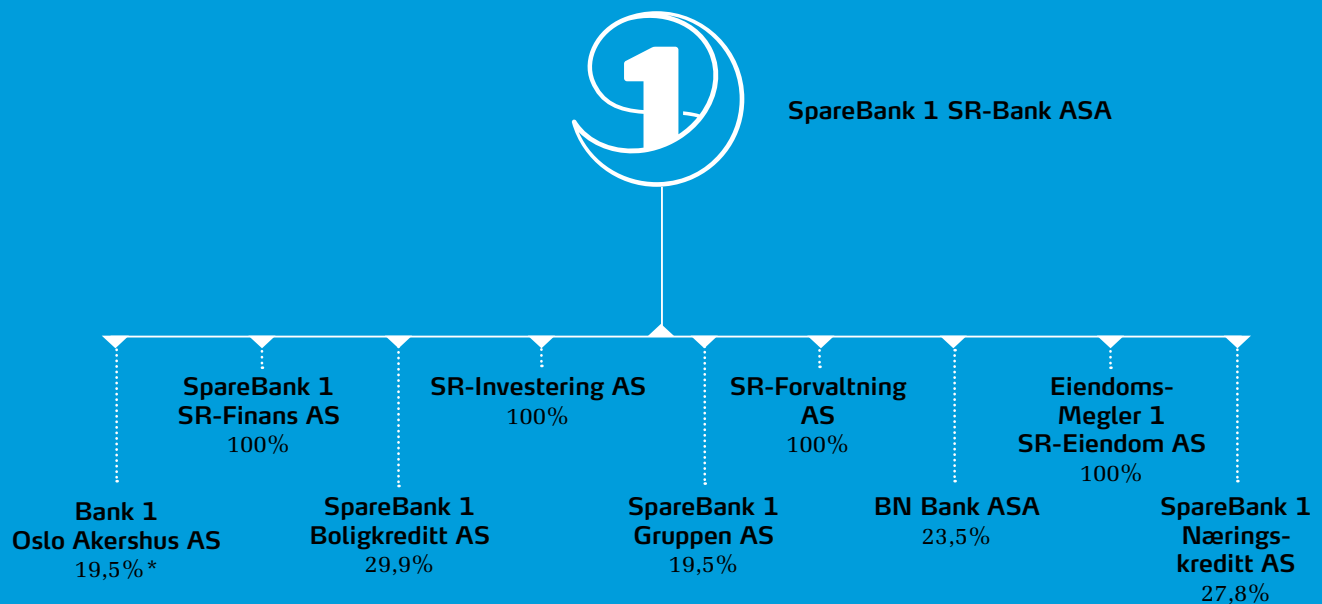 1
SpareBank 1 SR-Bank ASA
SpareBank 1
SR-Finans AS
100%
SR-Investering AS
100%
SR-Forvaltning
AS
100%
Eiendoms-
Megler 1
SR-Eiendom AS
100%
Bank 1
Oslo Akershus AS
19,5%*
SpareBank 1
Boligkreditt AS
29,9%
SpareBank 1
Gruppen AS
19,5%
BN Bank ASA
23,5%
SpareBank 1
Nærings-
kreditt AS
27,8%